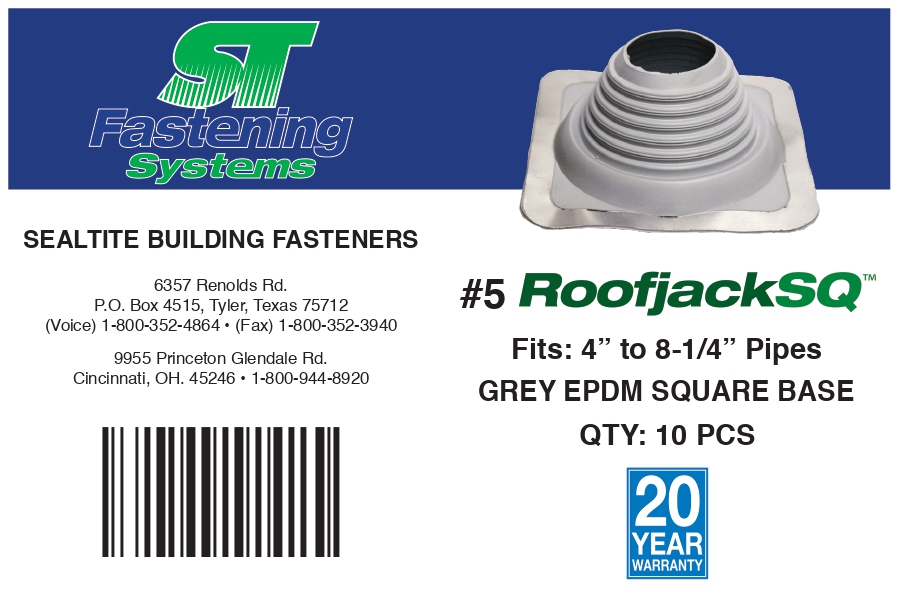 ST
Fastening
Systems
SEALTITE BUILDING FASTENERS
6357 Renolds Rd.
P.O. Box 4515, Tyler, Texas 75712
(Voice) 1-800-352-4864 • (Fax) 1-800-352-3940
9955 Princeton Glendale Rd.
Cincinnati, OH. 45246 • 1-800-944-8920
#5 RoofjackSQ™
Fits: 4” to 8-1/4” Pipes
GREY EPDM SQUARE BASE
QTY: 10 PCS
20
YEAR
WARRANTY